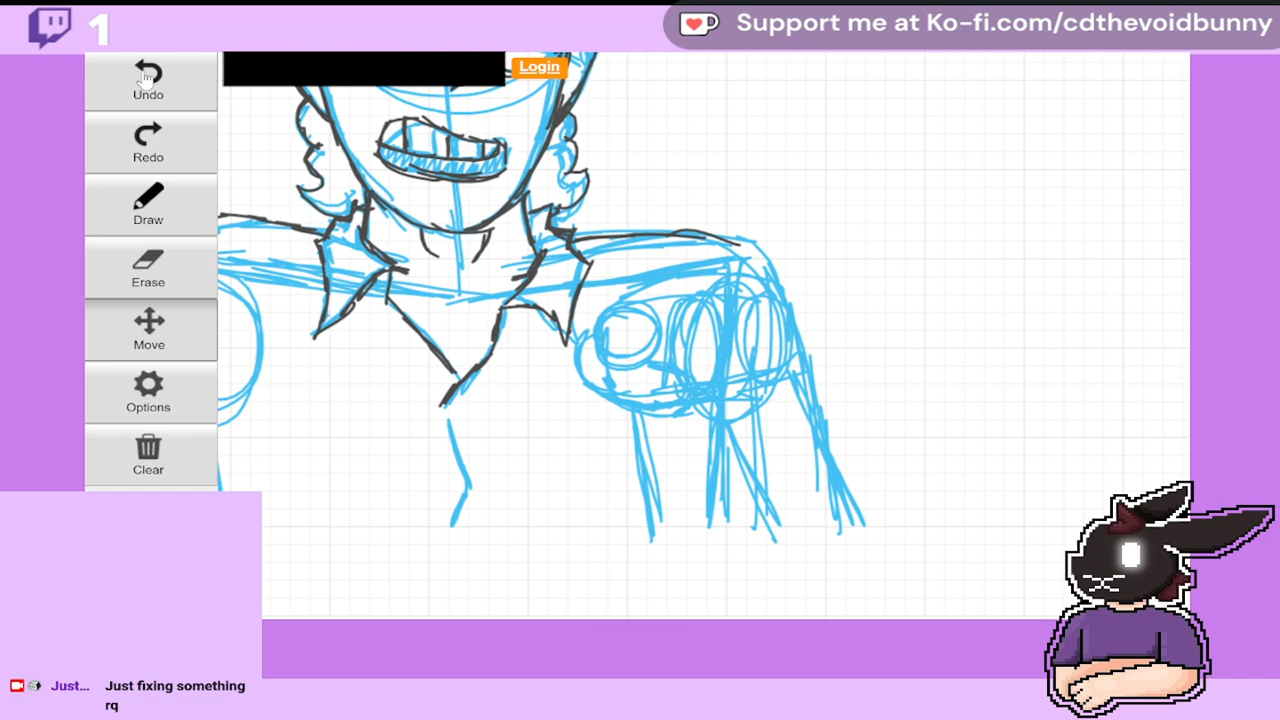 1
Support me at Ko-fi.com/cdthevoidbunny
Login
Undo
Redo
Draw
Erase
Move
Options
Clear
Just... Just fixing something
rq